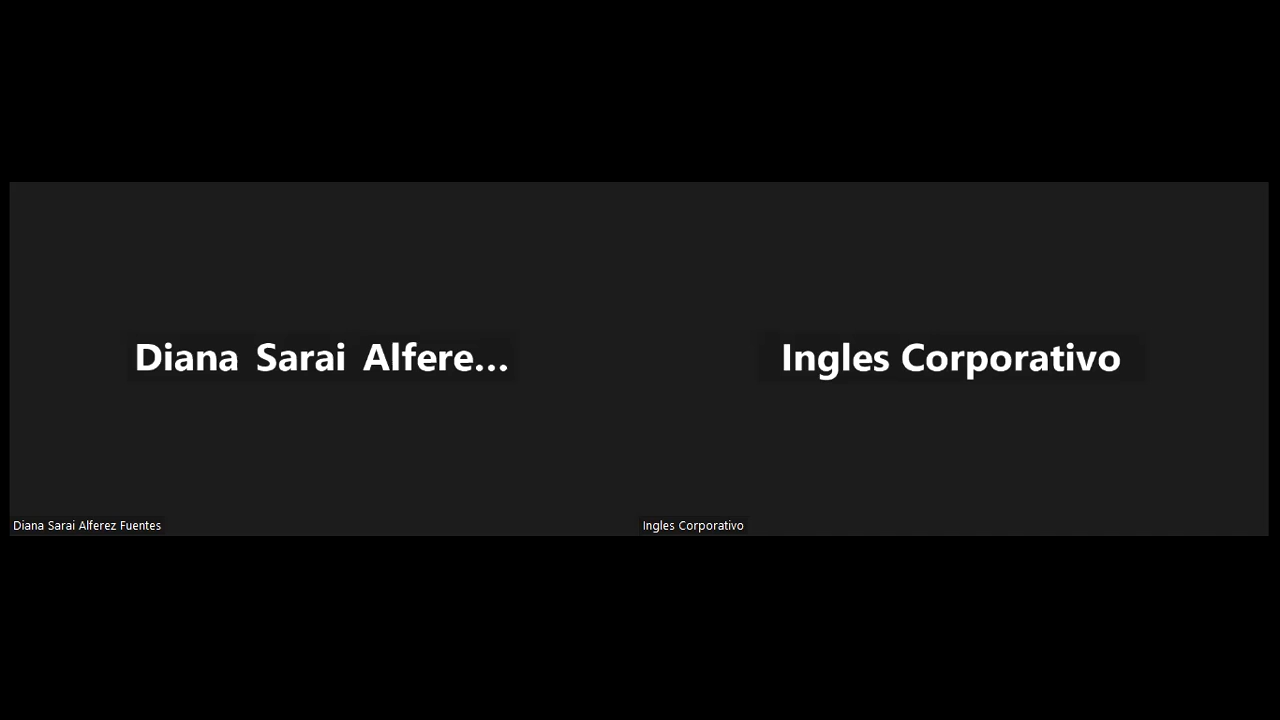 Diana Sarai Alfere...
Ingles Corporativo
Diana Sarai Alferez Fuentes
Ingles Corporativo